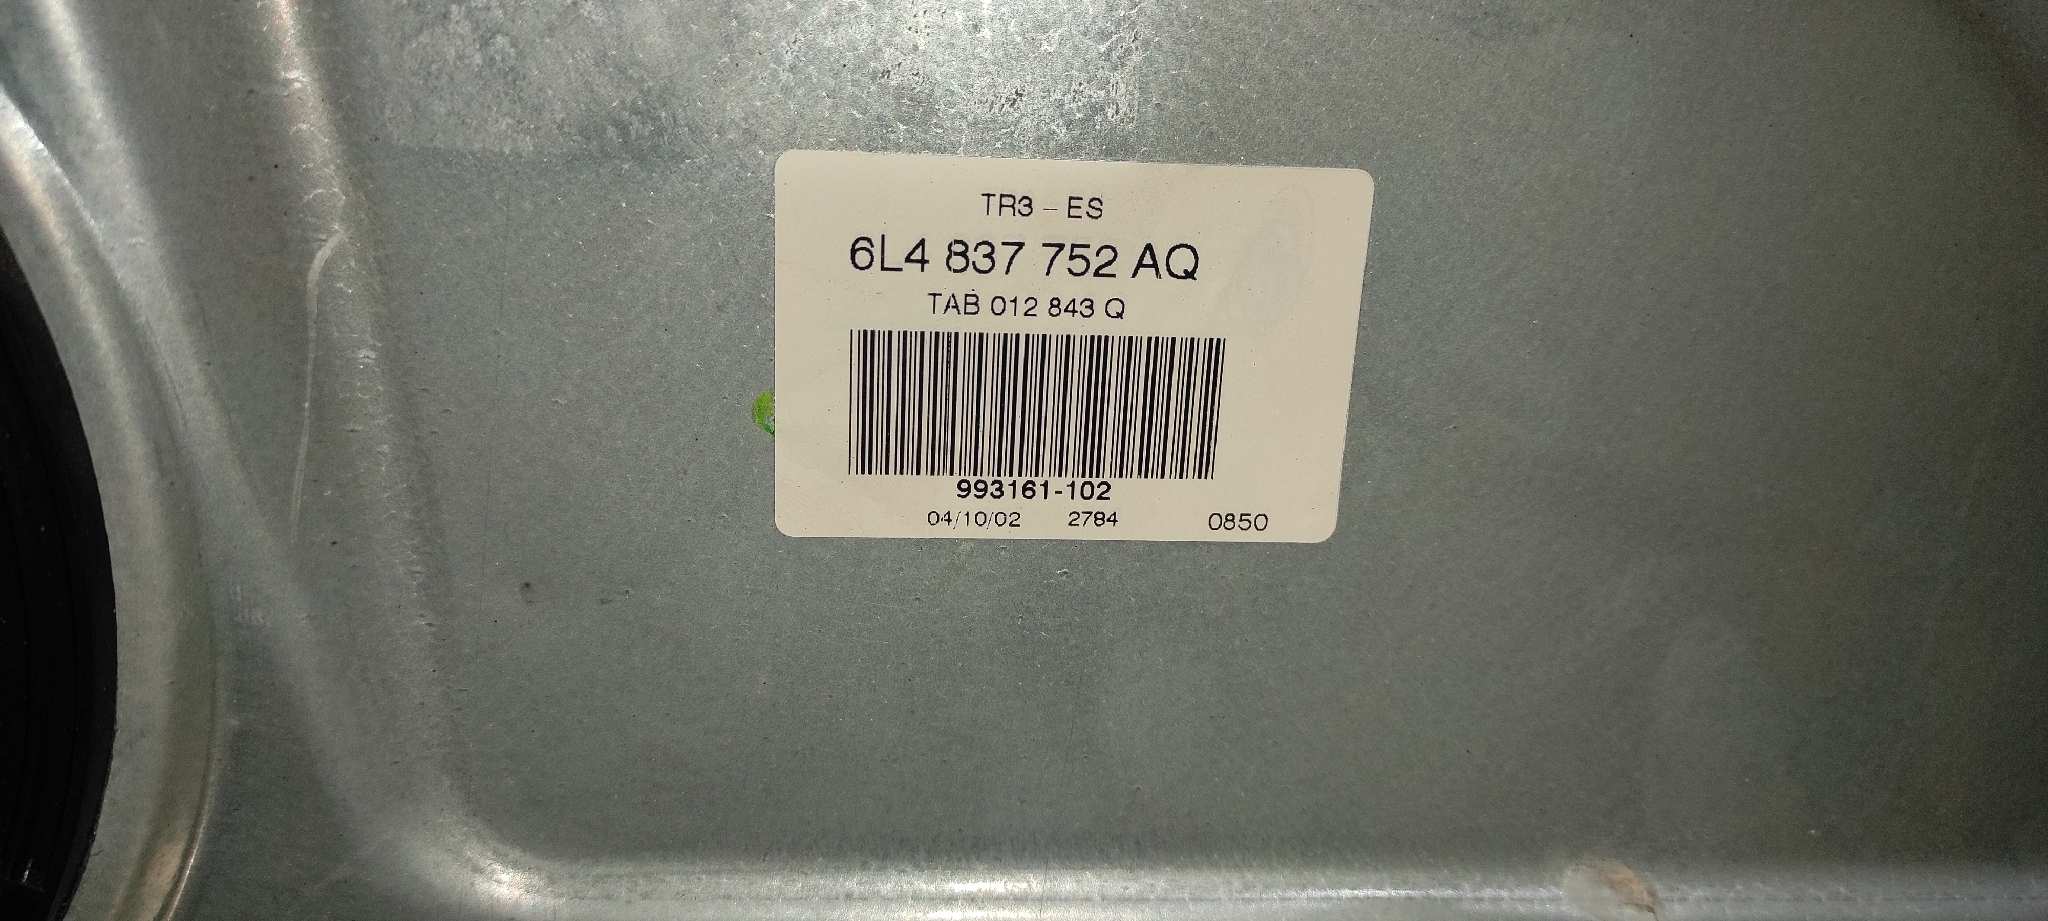 TR3 - ES
6L4 837 752 AQ
TAB 012 843 Q
993161-102
04/10/02 2784 0850